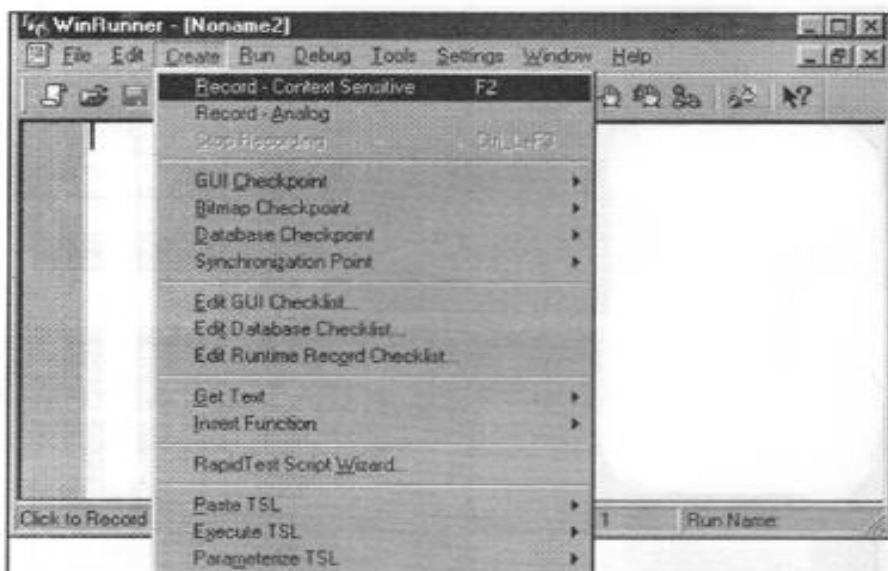 WinRunner - [Noname2]
File Edit Create Run Debug Tools Settings Window Help
Record - Context Sensitive F2
Record - Analog
Stop Recording
GUI Checkpoint
Bitmap Checkpoint
Database Checkpoint
Synchronization Point
Edit GUI Checklist...
Edit Database Checklist...
Edit Runtime Record Checklist...
Get Text
Insert Function
RapidTest Script Wizard...
Paste TSL
Click to Record 1 Run Name:
Execute TSL
Parameterize TSL